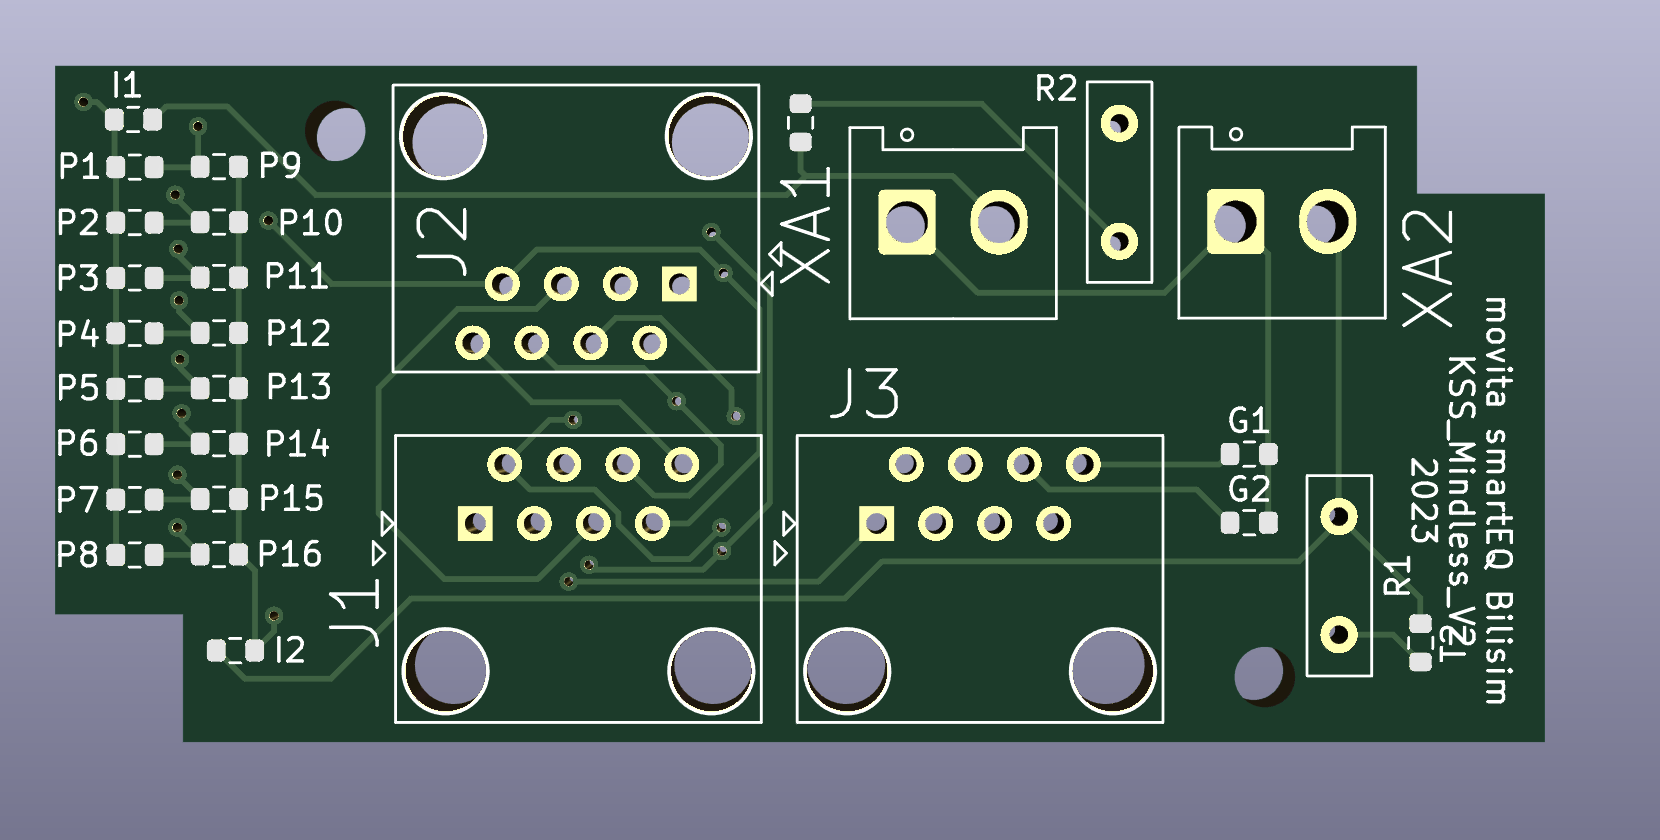 I1
R2
P1
P9
P2
P10
J2
XA1
XA2
P3
P11
P4
P12
P5
P13
J3
P6
P14
G1
P7
P15
G2
P8
P16
J1
R1
I2
movita smartEQ Bilisim
KSS_Mindless_V2
2023